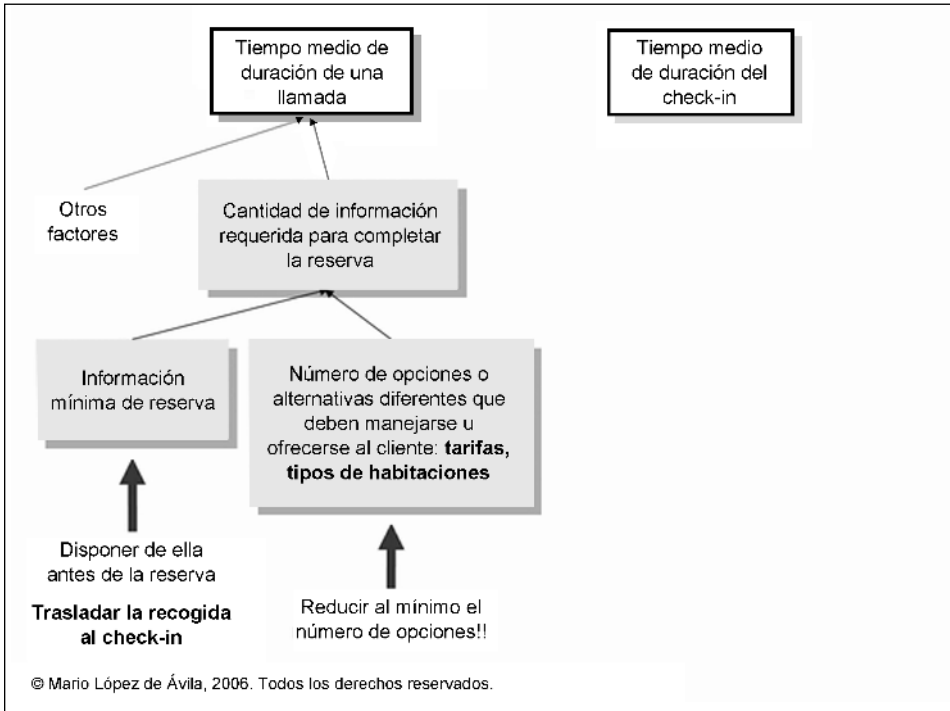 Tiempo medio de
duración de una
llamada
Tiempo medio
de duración del
check-in
Otros
factores
Cantidad de información
requerida para completar
la reserva
Información
mínima de reserva
Número de opciones o
alternativas diferentes que
deben manejarse u
ofrecerse al cliente: tarifas,
tipos de habitaciones
Disponer de ella
antes de la reserva
Trasladar la recogida
al check-in
Reducir al mínimo el
número de opciones!!
© Mario López de Ávila, 2006. Todos los derechos reservados.